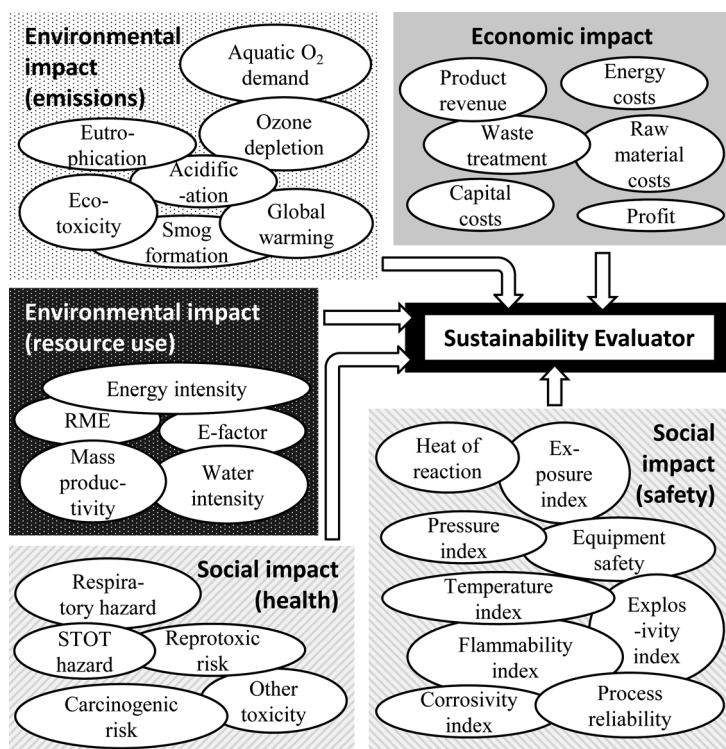 Environmental
impact
(emissions)
Aquatic O₂
demand
Ozone
depletion
Eutro-
phication
Acidific
-ation
Eco-
toxicity
Global
warming
Smog
formation
Economic impact
Product
revenue
Energy
costs
Waste
treatment
Raw
material
costs
Capital
costs
Profit
Environmental impact
(resource use)
Energy intensity
RME
E-factor
Mass
produc-
tivity
Water
intensity
Sustainability Evaluator
Social impact
(health)
Respira-
tory hazard
STOT
hazard
Reprotoxic
risk
Carcinogenic
risk
Other
toxicity
Social
impact
(safety)
Heat of
reaction
Ex-
posure
index
Pressure
index
Equipment
safety
Temperature
index
Explos
-ivity
index
Flammability
index
Corrosivity
index
Process
reliability